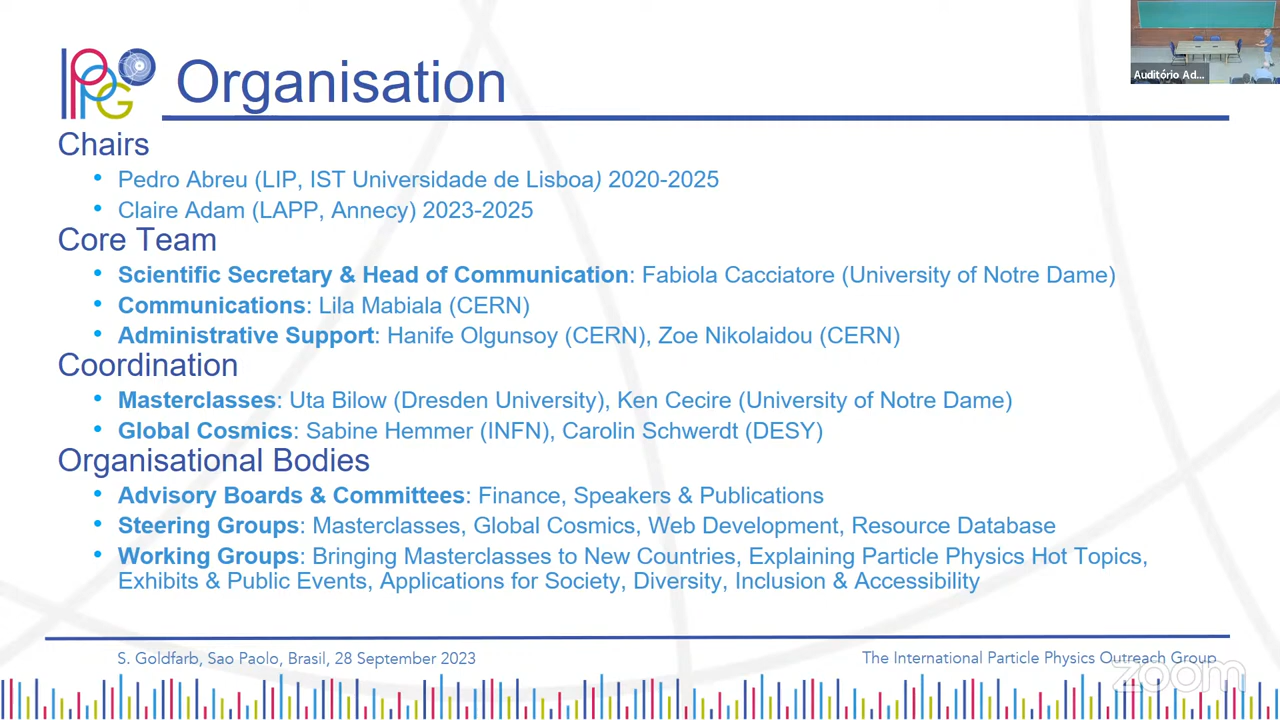 IPPOG
Organisation
Auditório Ad...
Chairs
• Pedro Abreu (LIP, IST Universidade de Lisboa) 2020-2025
• Claire Adam (LAPP, Annecy) 2023-2025
Core Team
• Scientific Secretary & Head of Communication: Fabiola Cacciatore (University of Notre Dame)
• Communications: Lila Mabiala (CERN)
• Administrative Support: Hanife Olgunsoy (CERN), Zoe Nikolaidou (CERN)
Coordination
• Masterclasses: Uta Bilow (Dresden University), Ken Cecire (University of Notre Dame)
• Global Cosmics: Sabine Hemmer (INFN), Carolin Schwerdt (DESY)
Organisational Bodies
• Advisory Boards & Committees: Finance, Speakers & Publications
• Steering Groups: Masterclasses, Global Cosmics, Web Development, Resource Database
• Working Groups: Bringing Masterclasses to New Countries, Explaining Particle Physics Hot Topics,
Exhibits & Public Events, Applications for Society, Diversity, Inclusion & Accessibility
S. Goldfarb, Sao Paolo, Brasil, 28 September 2023
The International Particle Physics Outreach Group
zoom